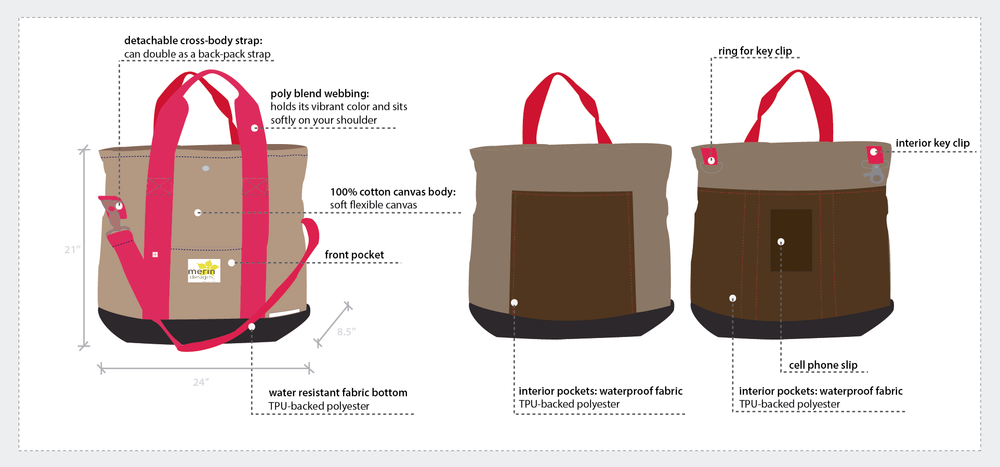 detachable cross-body strap:
can double as a back-pack strap
poly blend webbing:
holds its vibrant color and sits
softly on your shoulder
100% cotton canvas body:
soft flexible canvas
front pocket
merin
designs
21"
24"
8.5"
water resistant fabric bottom
TPU-backed polyester
interior pockets: waterproof fabric
TPU-backed polyester
ring for key clip
interior key clip
cell phone slip
interior pockets: waterproof fabric
TPU-backed polyester